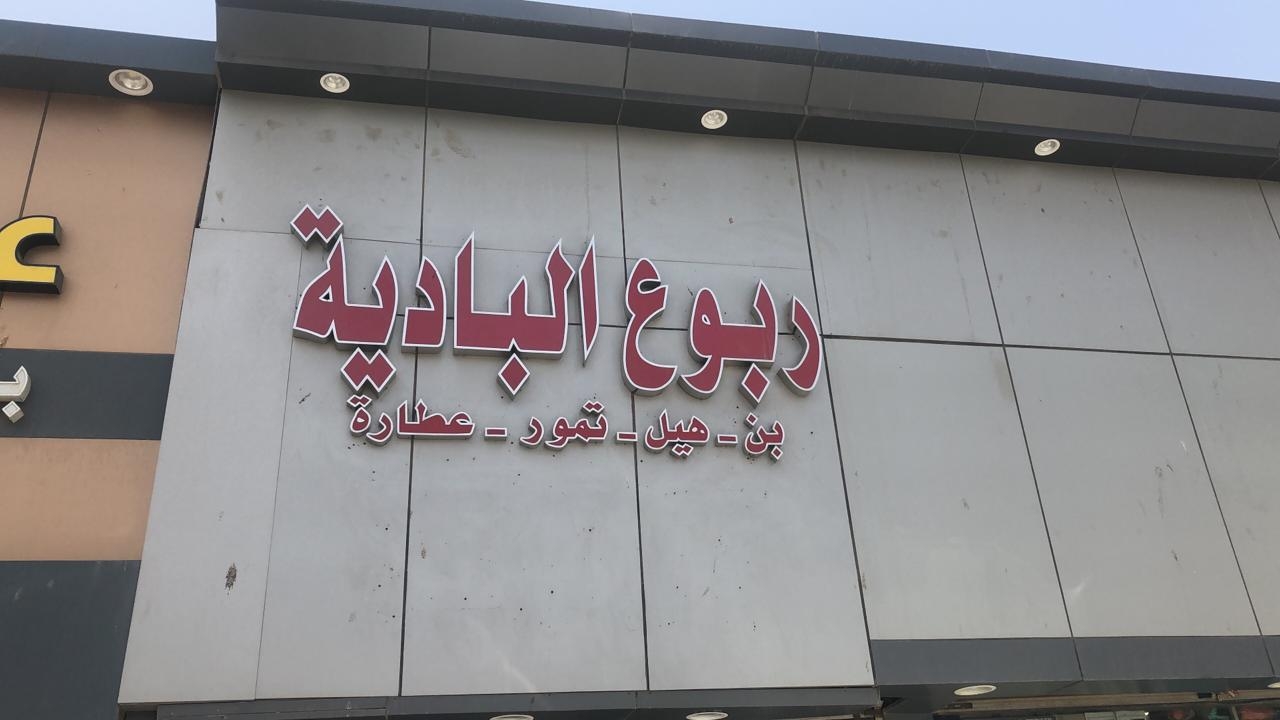 ربوع البادية
بن - هيل - تمور - عطارة